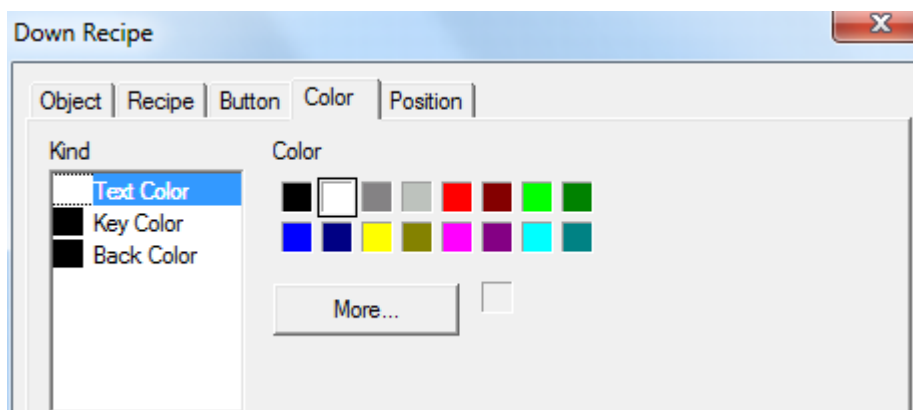 Down Recipe
X
Object Recipe Button Color Position
Kind Color
Text Color
Key Color
Back Color
More...